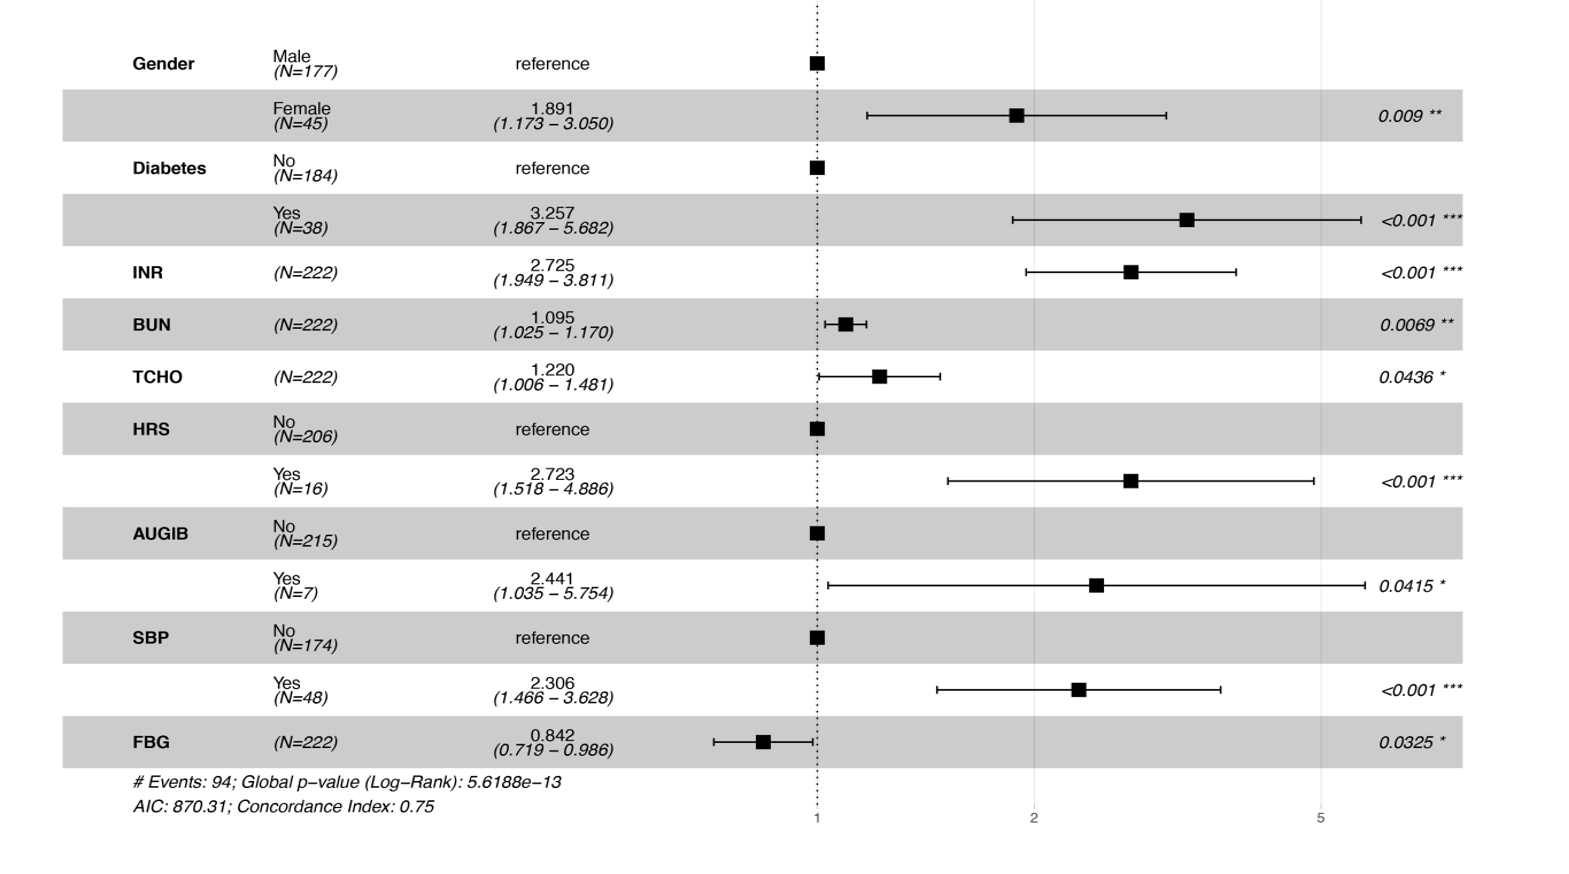 Gender Male reference
(N=177)
Female 1.891
(N=45) (1.173 – 3.050) 0.009 **
Diabetes No reference
(N=184)
Yes 3.257
(N=38) (1.867 – 5.682) <0.001 ***
INR (N=222) 2.725
(1.949 – 3.811) <0.001 ***
BUN (N=222) 1.095
(1.025 – 1.170) 0.0069 **
TCHO (N=222) 1.220
(1.006 – 1.481) 0.0436 *
HRS No reference
(N=206)
Yes 2.723
(N=16) (1.518 – 4.886) <0.001 ***
AUGIB No reference
(N=215)
Yes 2.441
(N=7) (1.035 – 5.754) 0.0415 *
SBP No reference
(N=174)
Yes 2.306
(N=48) (1.466 – 3.628) <0.001 ***
FBG (N=222) 0.842
(0.719 – 0.986) 0.0325 *
# Events: 94; Global p–value (Log–Rank): 5.6188e–13
AIC: 870.31; Concordance Index: 0.75
1 2 5